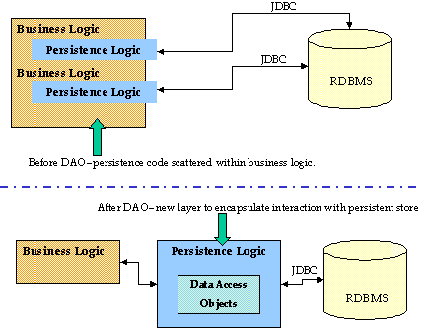 JDBC
Business Logic
Persistence Logic
Business Logic
Persistence Logic
JDBC
RDBMS
Before DAO–persistence code scattered within business logic.
After DAO–new layer to encapsulate interaction with persistent store
Business Logic
Persistence Logic
Data Access
Objects
JDBC
RDBMS